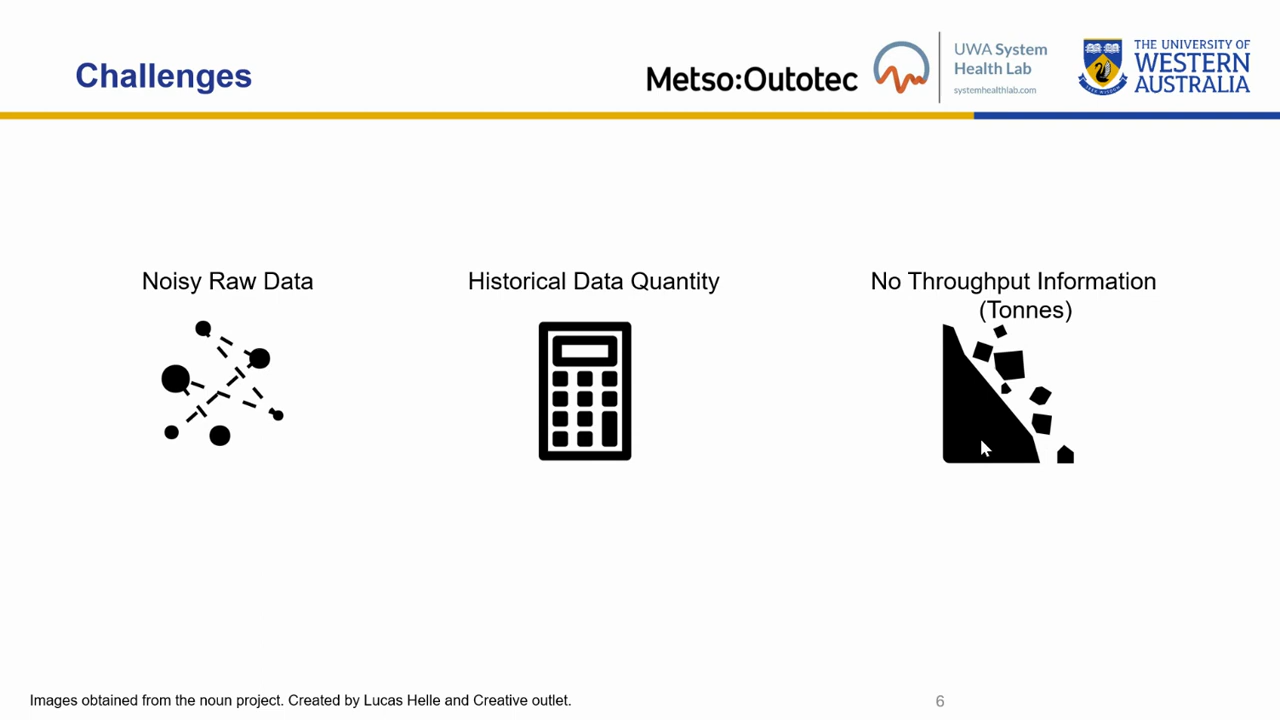 Challenges
Metso:Outotec
UWA System
Health Lab
systemhealthlab.com
THE UNIVERSITY OF
WESTERN
AUSTRALIA
Noisy Raw Data
Historical Data Quantity
No Throughput Information
(Tonnes)
Images obtained from the noun project. Created by Lucas Helle and Creative outlet.
6